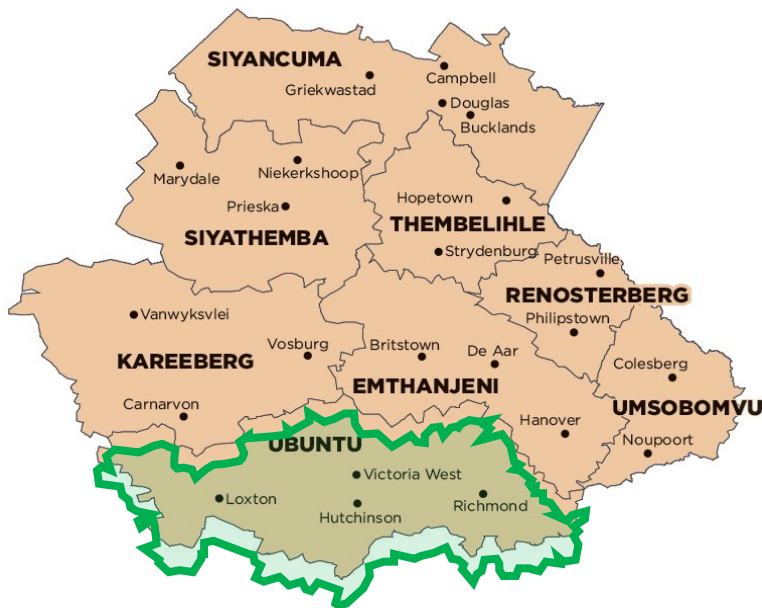 SIYANCUMA
Griekwastad
Campbell
Douglas
Bucklands
Marydale
Niekerkshoop
Prieska
SIYATHEMBA
Hopetown
THEMBELIHLE
Strydenburg
Petrusville
RENOSTERBERG
Philipstown
Vanwyksvlei
Vosburg
KAREEBERG
Carnarvon
Britstown
De Aar
EMTHANJENI
Hanover
Colesberg
UMSOBOMVU
Noupoort
UBUNTU
Victoria West
Loxton
Hutchinson
Richmond